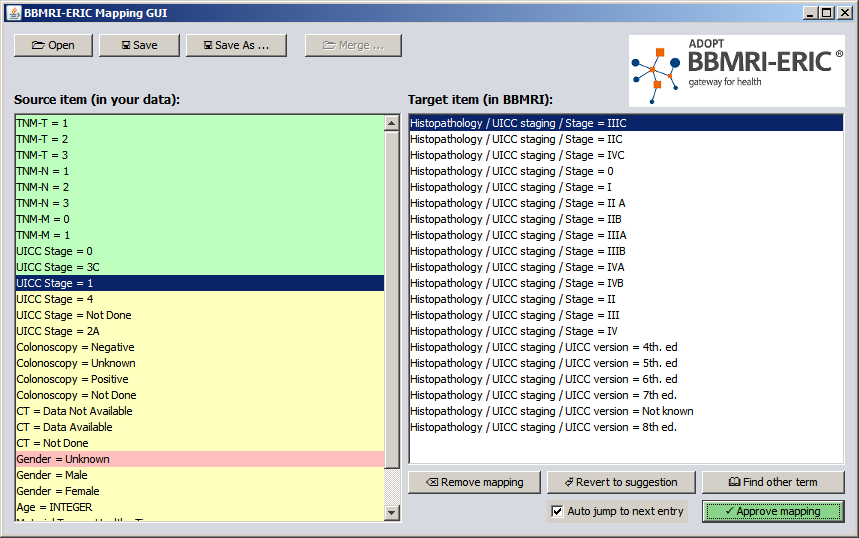 BBMRI-ERIC Mapping GUI
Open
Save
Save As ...
Merge ...
ADOPT
BBMRI-ERIC ®
gateway for health
Source item (in your data):
TNM-T = 1
TNM-T = 2
TNM-T = 3
TNM-N = 1
TNM-N = 2
TNM-N = 3
TNM-M = 0
TNM-M = 1
UICC Stage = 0
UICC Stage = 3C
UICC Stage = 1
UICC Stage = 4
UICC Stage = Not Done
UICC Stage = 2A
Colonoscopy = Negative
Colonoscopy = Unknown
Colonoscopy = Positive
Colonoscopy = Not Done
CT = Data Not Available
CT = Data Available
CT = Not Done
Gender = Unknown
Gender = Male
Gender = Female
Age = INTEGER
Target item (in BBMRI):
Histopathology / UICC staging / Stage = IIIC
Histopathology / UICC staging / Stage = IIC
Histopathology / UICC staging / Stage = IVC
Histopathology / UICC staging / Stage = 0
Histopathology / UICC staging / Stage = I
Histopathology / UICC staging / Stage = II A
Histopathology / UICC staging / Stage = IIB
Histopathology / UICC staging / Stage = IIIA
Histopathology / UICC staging / Stage = IIIB
Histopathology / UICC staging / Stage = IVA
Histopathology / UICC staging / Stage = IVB
Histopathology / UICC staging / Stage = II
Histopathology / UICC staging / Stage = III
Histopathology / UICC staging / Stage = IV
Histopathology / UICC staging / UICC version = 4th. ed
Histopathology / UICC staging / UICC version = 5th. ed
Histopathology / UICC staging / UICC version = 6th. ed
Histopathology / UICC staging / UICC version = 7th ed.
Histopathology / UICC staging / UICC version = Not known
Histopathology / UICC staging / UICC version = 8th ed.
Remove mapping
Revert to suggestion
Find other term
Auto jump to next entry
Approve mapping